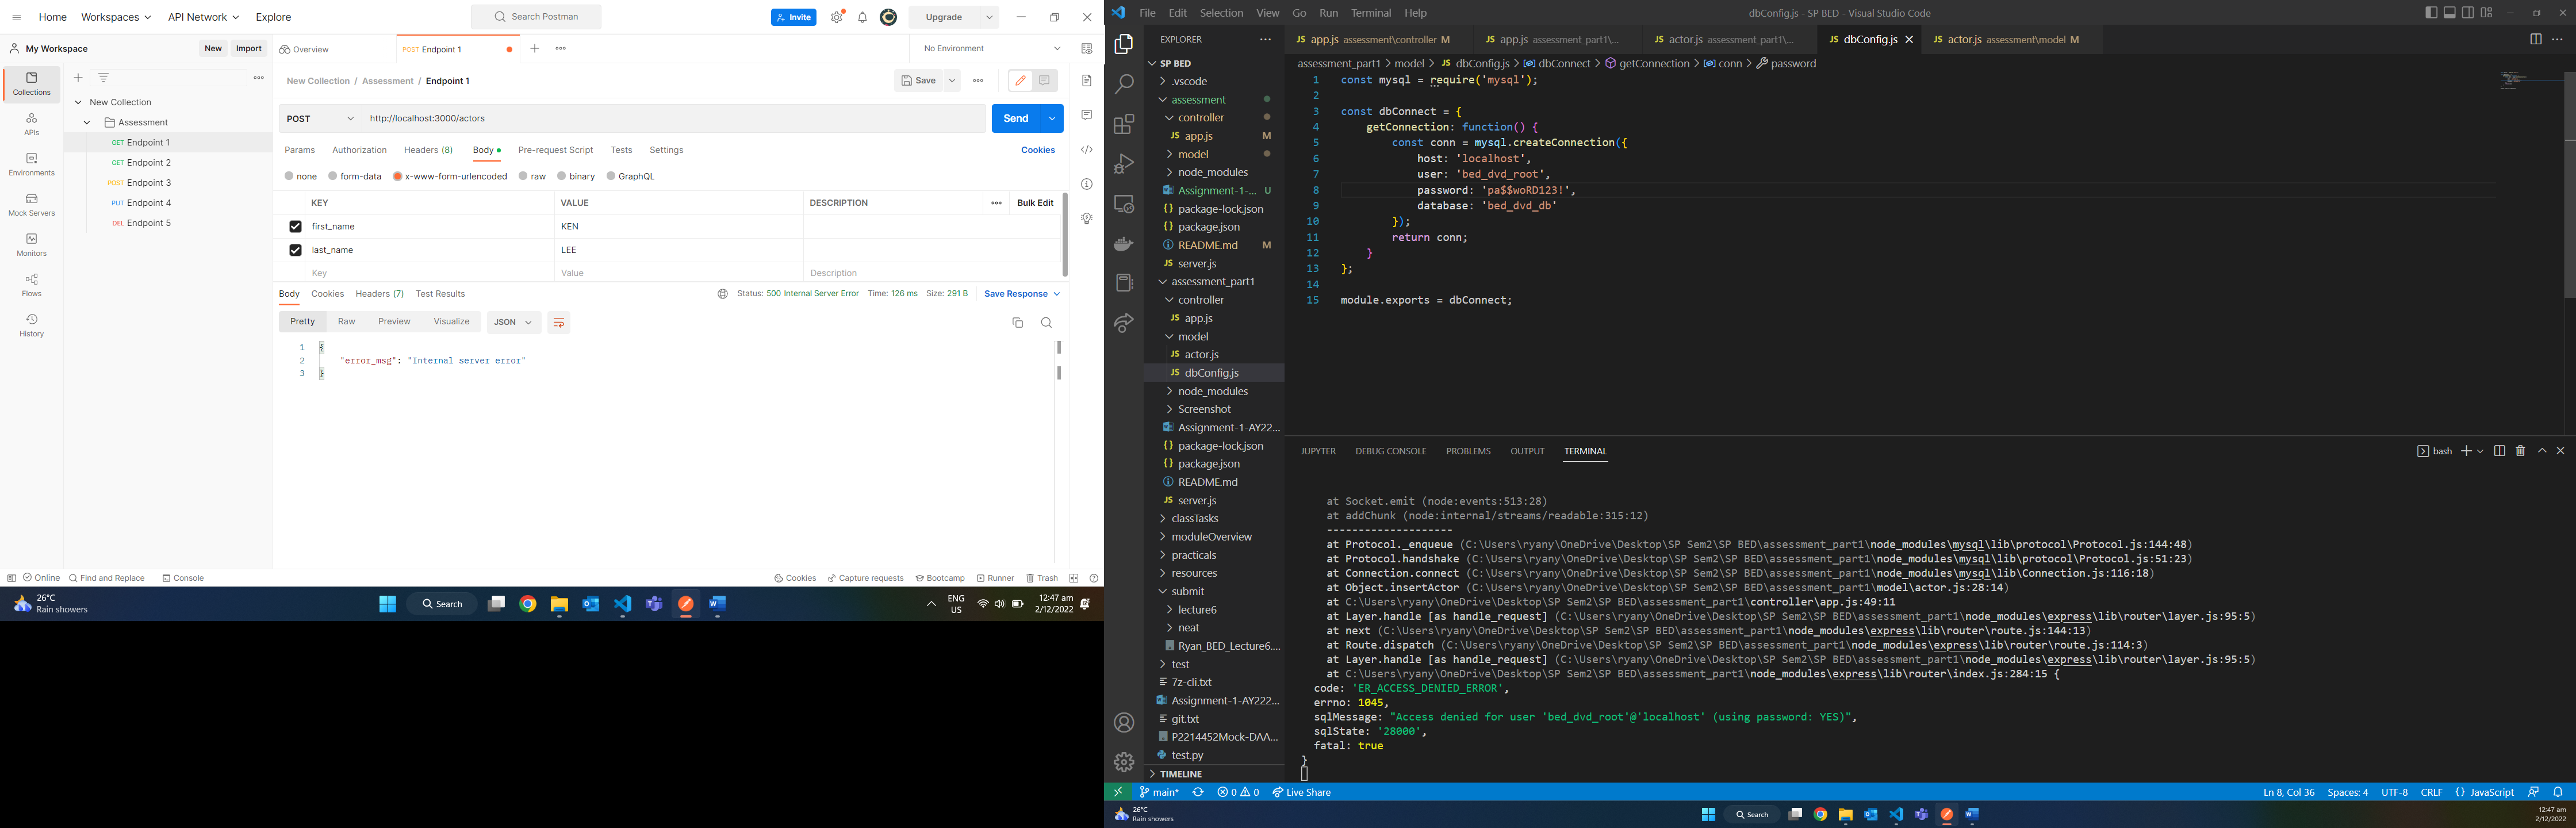 Home Workspaces API Network Explore
Search Postman
Invite
Upgrade
My Workspace
New Import
Overview
POST Endpoint 1
No Environment
Collections
APIs
Environments
Mock Servers
Monitors
Flows
History
New Collection
Assessment
GET Endpoint 1
GET Endpoint 2
POST Endpoint 3
PUT Endpoint 4
DEL Endpoint 5
New Collection / Assessment / Endpoint 1
Save
POST http://localhost:3000/actors
Send
Params Authorization Headers (8) Body Pre-request Script Tests Settings Cookies
none form-data x-www-form-urlencoded raw binary GraphQL
KEY VALUE DESCRIPTION Bulk Edit
first_name KEN
last_name LEE
Key Value Description
Body Cookies Headers (7) Test Results
Status: 500 Internal Server Error Time: 126 ms Size: 291 B Save Response
Pretty Raw Preview Visualize JSON
1 {
2 "error_msg": "Internal server error"
3 }
Online Find and Replace Console
Cookies Capture requests Bootcamp Runner Trash
26°C
Rain showers
Search
ENG
US
12:47 am
2/12/2022
File Edit Selection View Go Run Terminal Help
dbConfig.js - SP BED - Visual Studio Code
EXPLORER
SP BED
.vscode
assessment
controller
JS app.js M
model
node_modules
Assignment-1-... U
package-lock.json
package.json
README.md M
JS server.js
assessment_part1
controller
JS app.js
model
JS actor.js
JS dbConfig.js
node_modules
Screenshot
Assignment-1-AY222...
package-lock.json
package.json
README.md
JS server.js
classTasks
moduleOverview
practicals
resources
submit
lecture6
neat
Ryan_BED_Lecture6....
test
7z-cli.txt
Assignment-1-AY222...
git.txt
P2214452Mock-DAA...
test.py
TIMELINE
JS app.js assessment\controller M
JS app.js assessment_part1\...
JS actor.js assessment_part1\...
JS dbConfig.js
JS actor.js assessment\model M
assessment_part1 > model > JS dbConfig.js > dbConnect > getConnection > conn > password
1 const mysql = require('mysql');
2
3 const dbConnect = {
4 getConnection: function() {
5 const conn = mysql.createConnection({
6 host: 'localhost',
7 user: 'bed_dvd_root',
8 password: 'pa$$woRD123!',
9 database: 'bed_dvd_db'
10 });
11 return conn;
12 }
13 };
14
15 module.exports = dbConnect;
JUPYTER DEBUG CONSOLE PROBLEMS OUTPUT TERMINAL
bash
at Socket.emit (node:events:513:28)
at addChunk (node:internal/streams/readable:315:12)
--------------------
at Protocol._enqueue (C:\Users\ryany\OneDrive\Desktop\SP Sem2\SP BED\assessment_part1\node_modules\mysql\lib\protocol\Protocol.js:144:48)
at Protocol.handshake (C:\Users\ryany\OneDrive\Desktop\SP Sem2\SP BED\assessment_part1\node_modules\mysql\lib\protocol\Protocol.js:51:23)
at Connection.connect (C:\Users\ryany\OneDrive\Desktop\SP Sem2\SP BED\assessment_part1\node_modules\mysql\lib\Connection.js:116:18)
at Object.insertActor (C:\Users\ryany\OneDrive\Desktop\SP Sem2\SP BED\assessment_part1\model\actor.js:28:14)
at C:\Users\ryany\OneDrive\Desktop\SP Sem2\SP BED\assessment_part1\controller\app.js:49:11
at Layer.handle [as handle_request] (C:\Users\ryany\OneDrive\Desktop\SP Sem2\SP BED\assessment_part1\node_modules\express\lib\router\layer.js:95:5)
at next (C:\Users\ryany\OneDrive\Desktop\SP Sem2\SP BED\assessment_part1\node_modules\express\lib\router\route.js:144:13)
at Route.dispatch (C:\Users\ryany\OneDrive\Desktop\SP Sem2\SP BED\assessment_part1\node_modules\express\lib\router\route.js:114:3)
at Layer.handle [as handle_request] (C:\Users\ryany\OneDrive\Desktop\SP Sem2\SP BED\assessment_part1\node_modules\express\lib\router\layer.js:95:5)
at C:\Users\ryany\OneDrive\Desktop\SP Sem2\SP BED\assessment_part1\node_modules\express\lib\router\index.js:284:15 {
code: 'ER_ACCESS_DENIED_ERROR',
errno: 1045,
sqlMessage: "Access denied for user 'bed_dvd_root'@'localhost' (using password: YES)",
sqlState: '28000',
fatal: true
}
main* 0 0 Live Share
Ln 8, Col 36 Spaces: 4 UTF-8 CRLF {} JavaScript
26°C
Rain showers
Search
12:47 am
2/12/2022